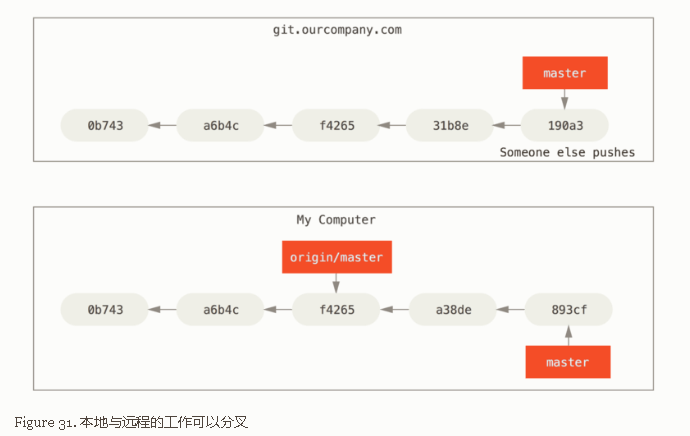 git.ourcompany.com
master
0b743 a6b4c f4265 31b8e 190a3
Someone else pushes
My Computer
origin/master
0b743 a6b4c f4265 a38de 893cf
master
Figure 31. 本地与远程的工作可以分叉